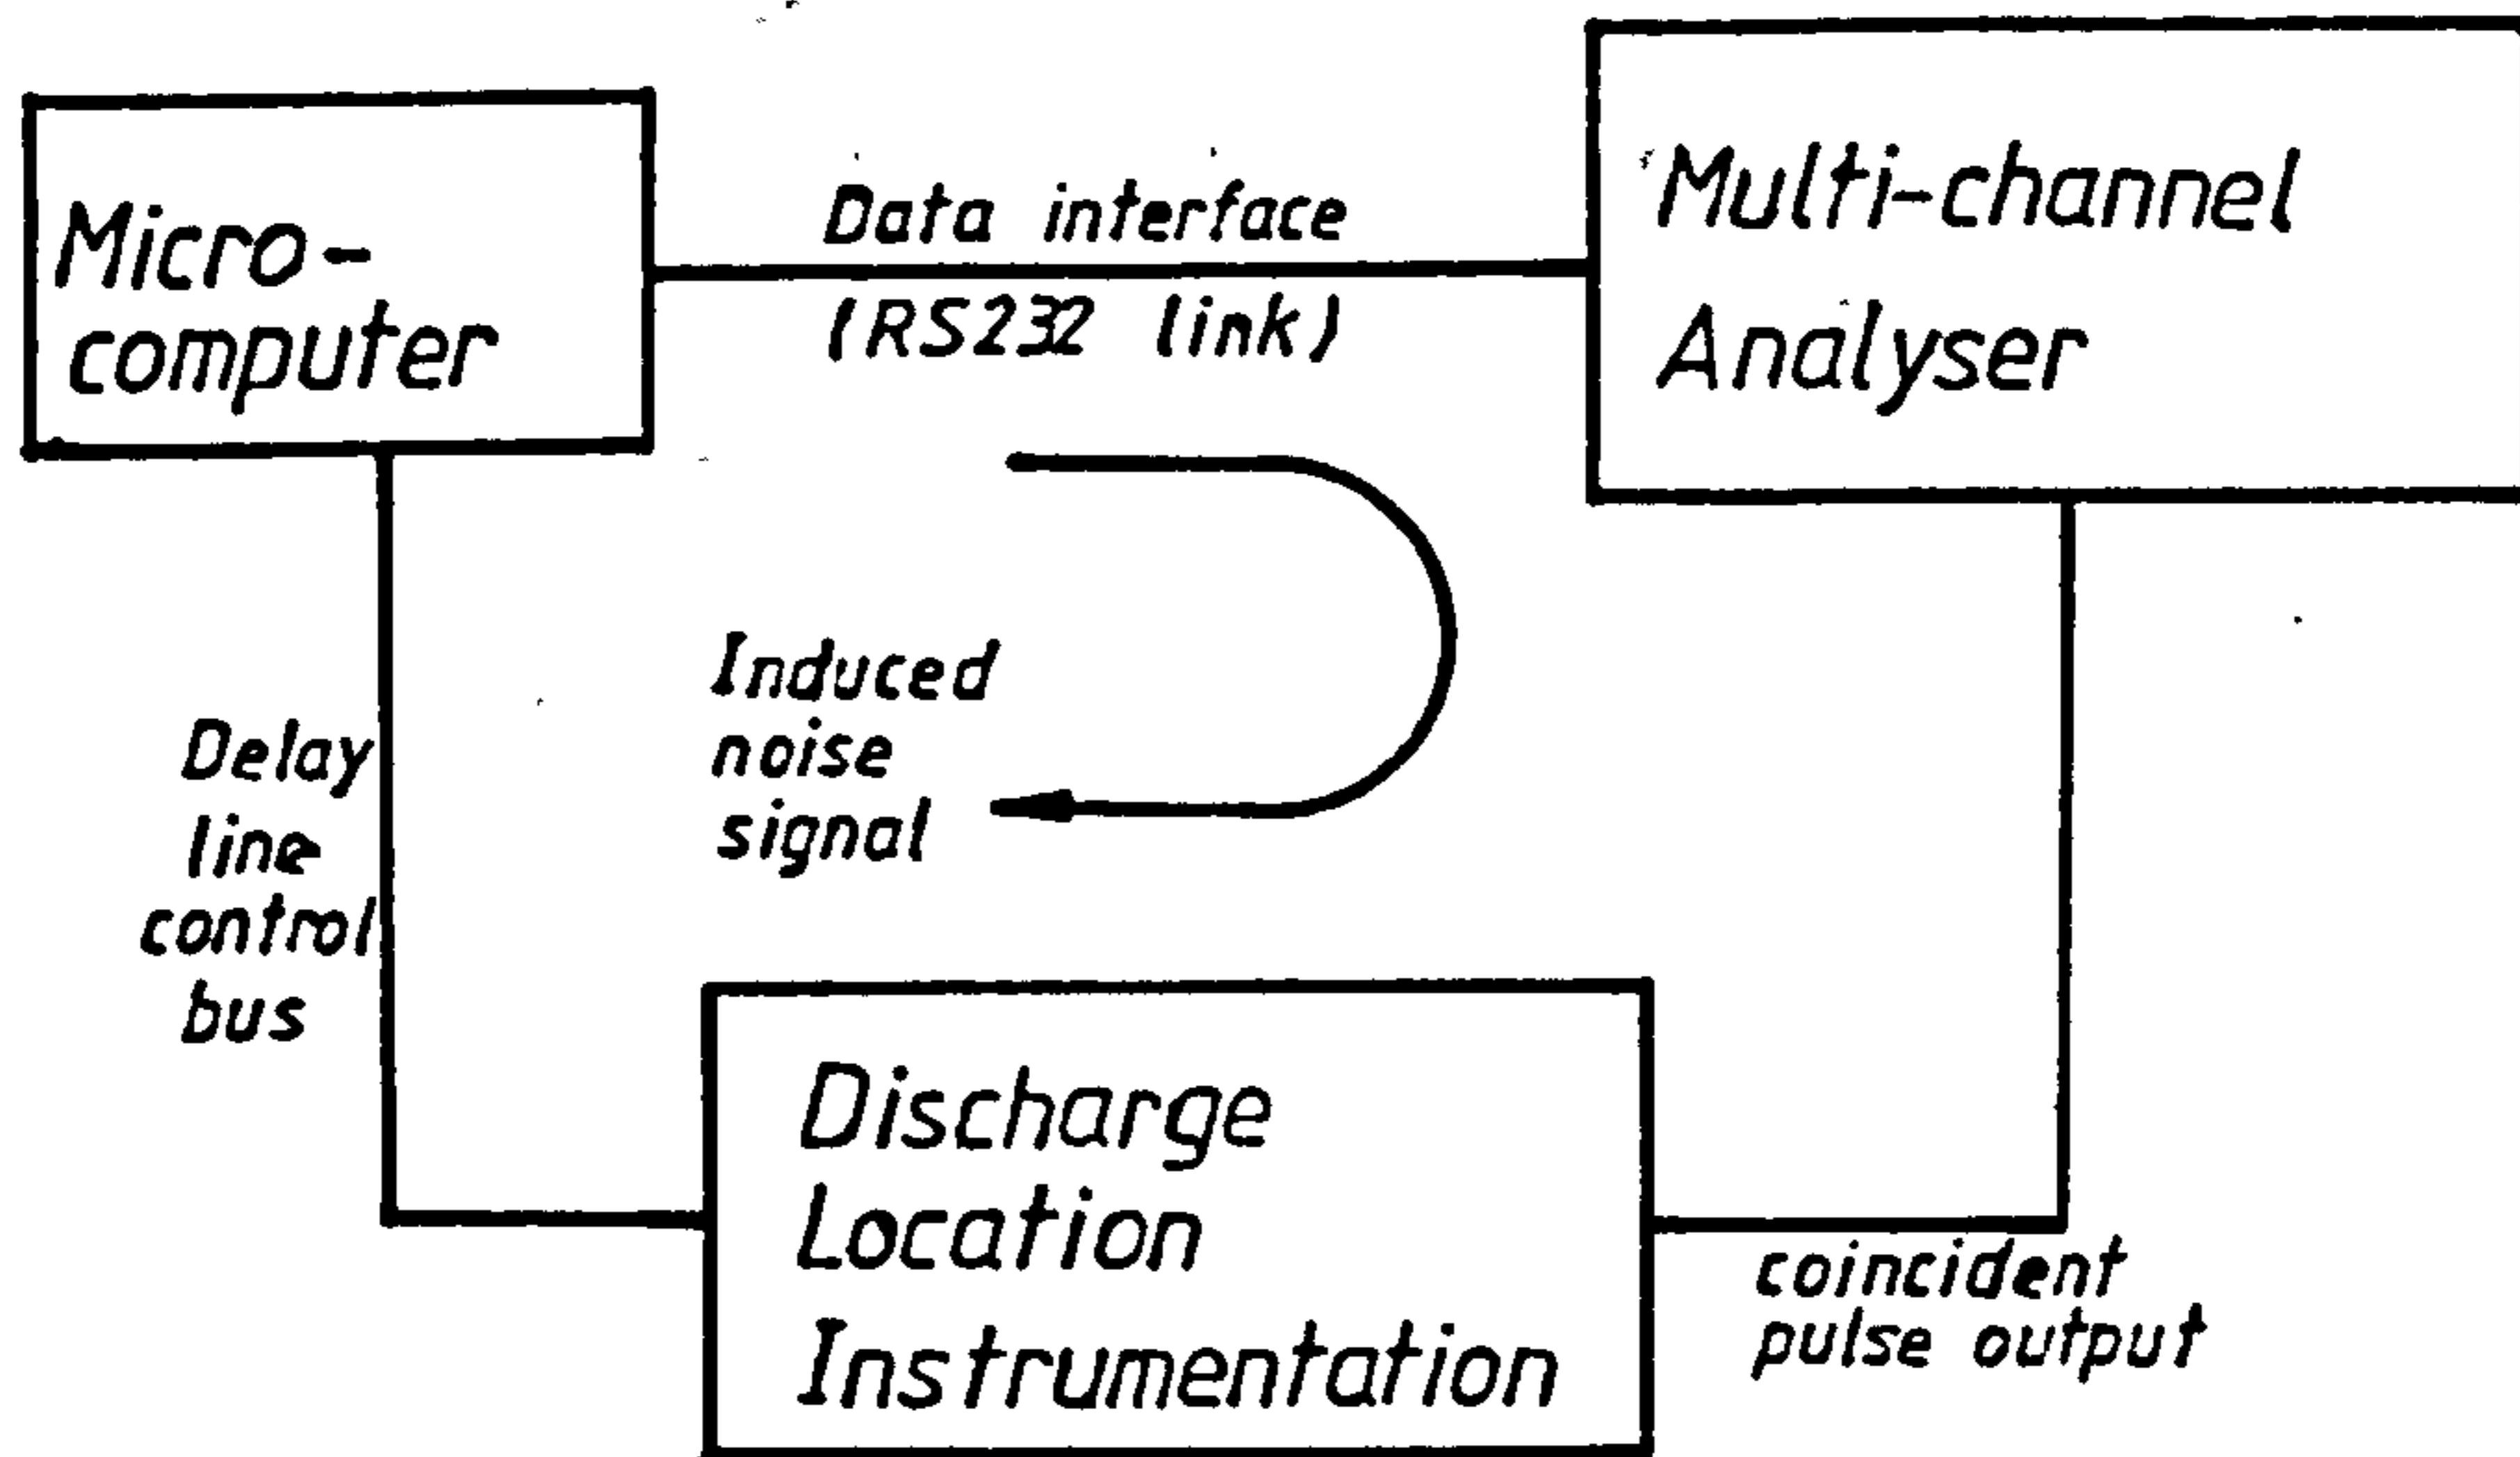 Micro-
computer
Data interface
(RS232 link)
Multi-channel
Analyser
Induced
noise
signal
Delay
line
control
bus
Discharge
Location
Instrumentation
coincident
pulse output